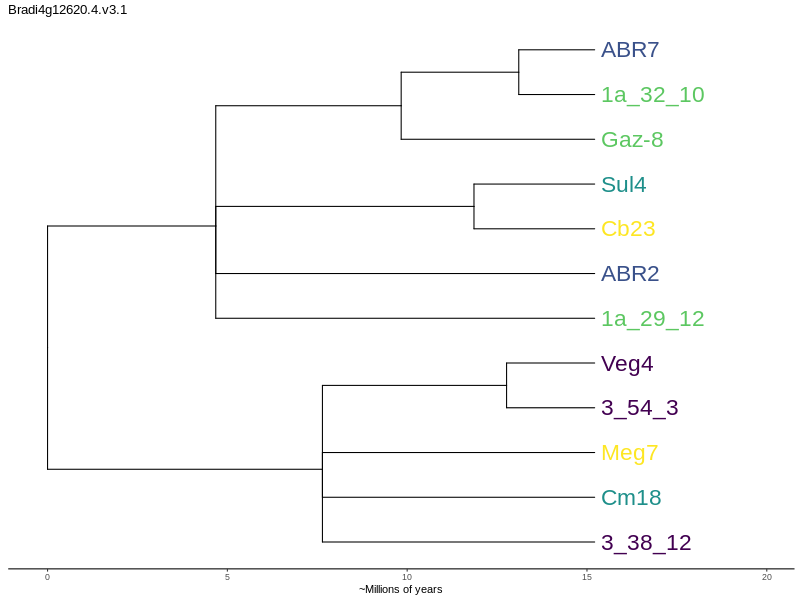 Bradi4g12620.4.v3.1
ABR7
1a_32_10
Gaz-8
Sul4
Cb23
ABR2
1a_29_12
Veg4
3_54_3
Meg7
Cm18
3_38_12
0 5 10 15 20
~Millions of years